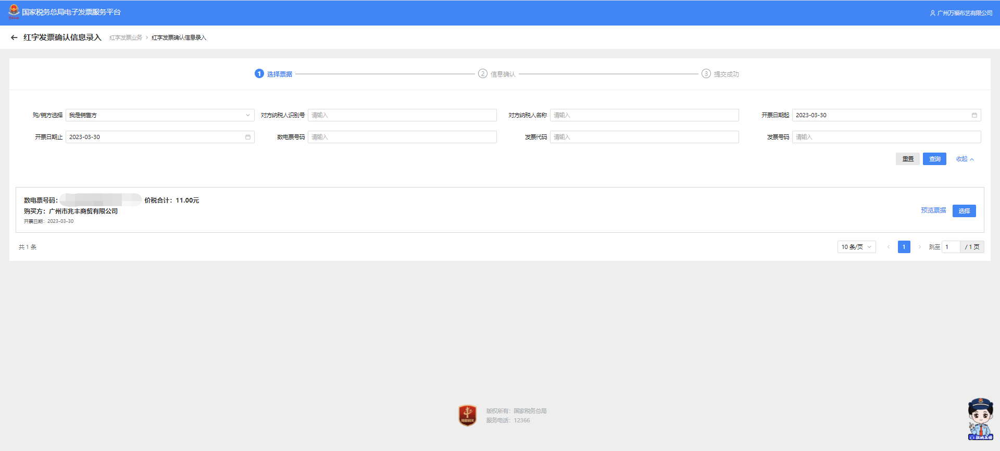 国家税务总局电子发票服务平台
广州万福布艺有限公司
红字发票确认信息录入 红字发票业务 > 红字发票确认信息录入
1 选择票据 2 信息确认 3 提交成功
购/销方选择 我是销售方 对方纳税人识别号 请输入 对方纳税人名称 请输入 开票日期起 2023-03-30
开票日期止 2023-03-30 数电票号码 请输入 发票代码 请输入 发票号码 请输入
重置 查询 收起
数电票号码： 价税合计：11.00元
购买方：广州市兆丰商贸有限公司
开票日期：2023-03-30
预览票据 选择
共 1 条 10 条/页 < 1 > 跳至 1 / 1 页
版权所有：国家税务总局
服务电话：12366